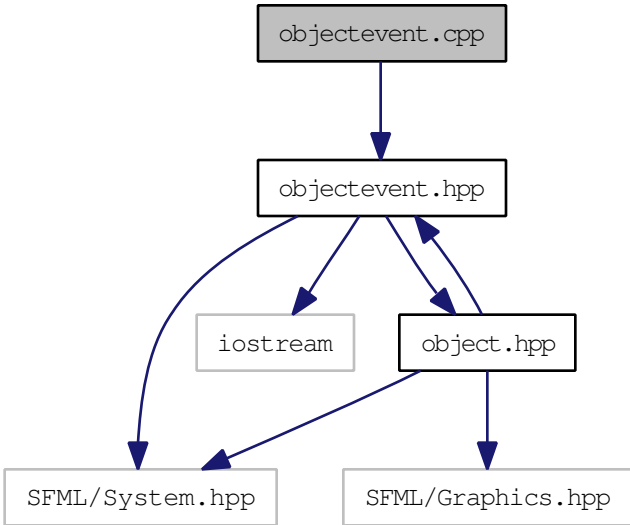 objectevent.cpp
objectevent.hpp
iostream
object.hpp
SFML/System.hpp
SFML/Graphics.hpp